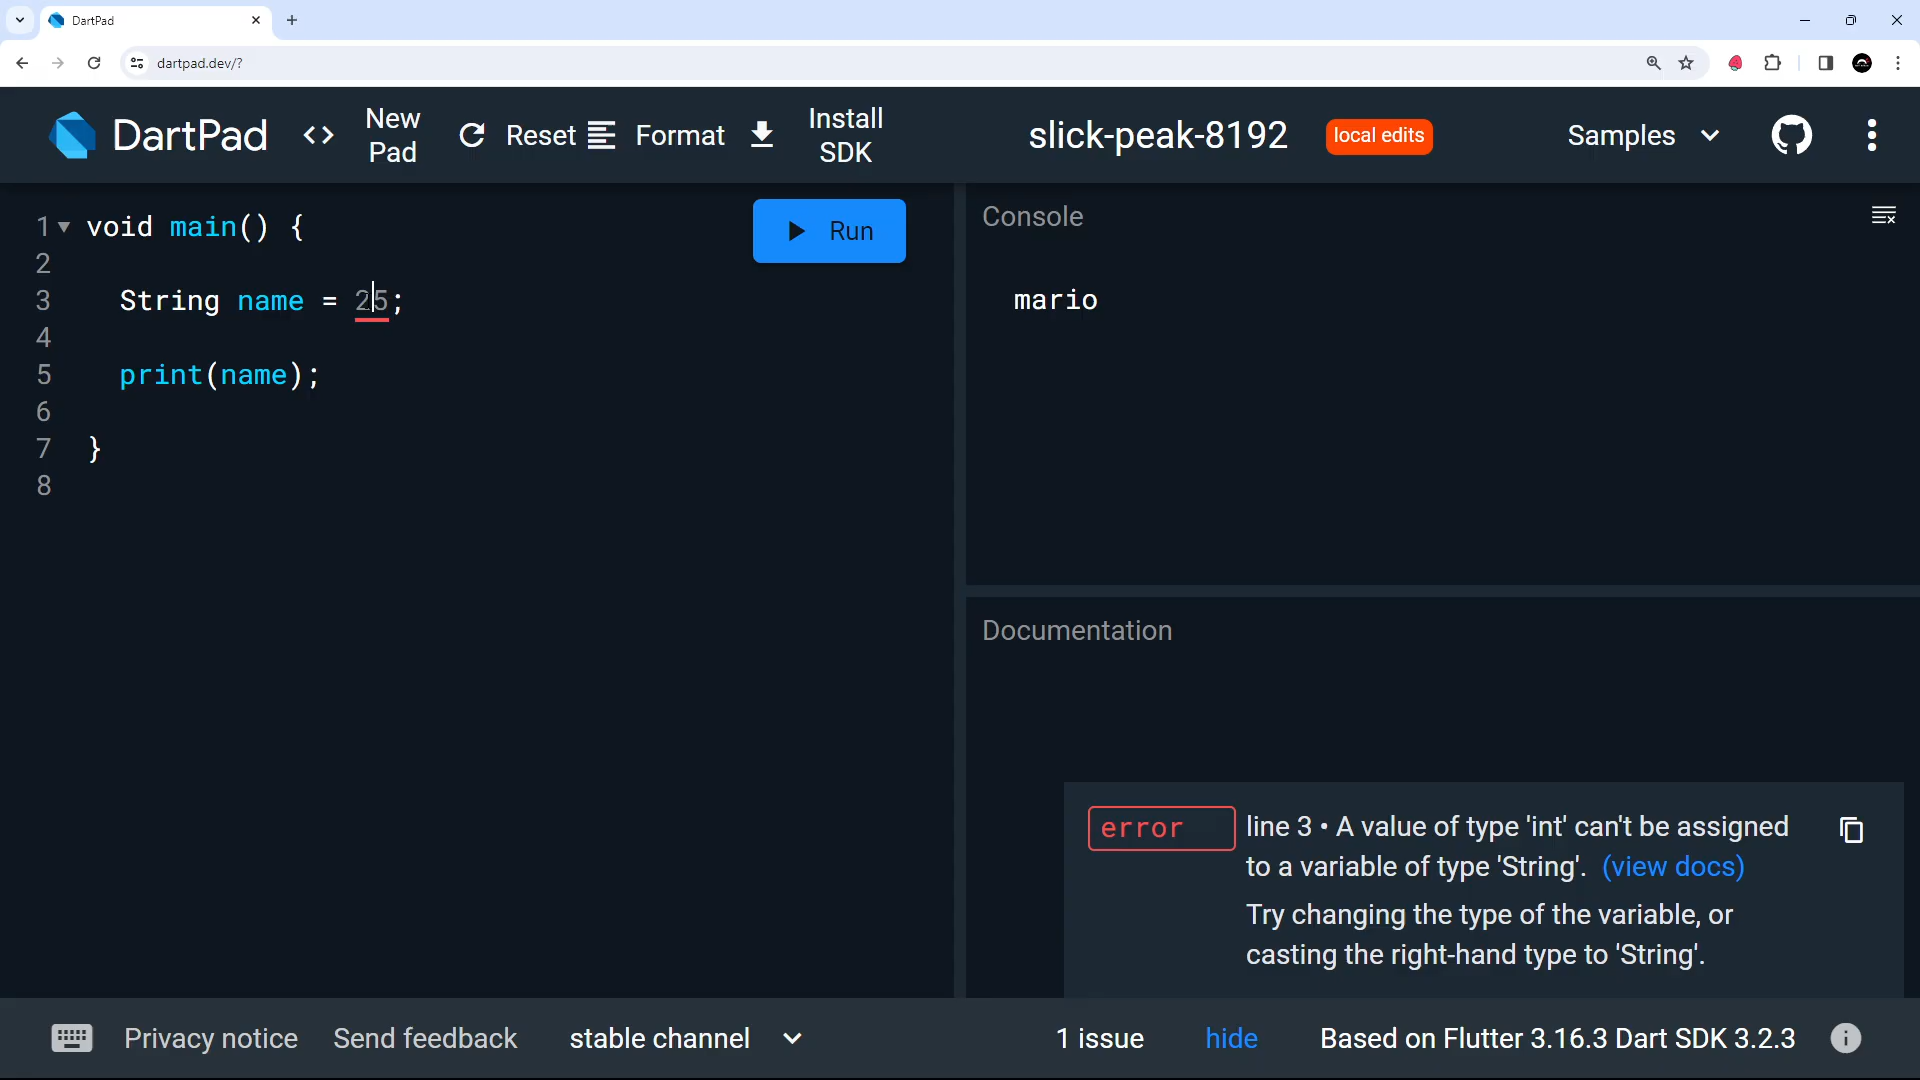 DartPad
dartpad.dev/?
DartPad
<> New Pad
Reset
Format
Install SDK
slick-peak-8192
local edits
Samples
1 void main() {
2
3 String name = 25;
4
5 print(name);
6
7 }
8
Run
Console
mario
Documentation
error
line 3 • A value of type 'int' can't be assigned
to a variable of type 'String'. (view docs)
Try changing the type of the variable, or
casting the right-hand type to 'String'.
Privacy notice
Send feedback
stable channel
1 issue
hide
Based on Flutter 3.16.3 Dart SDK 3.2.3